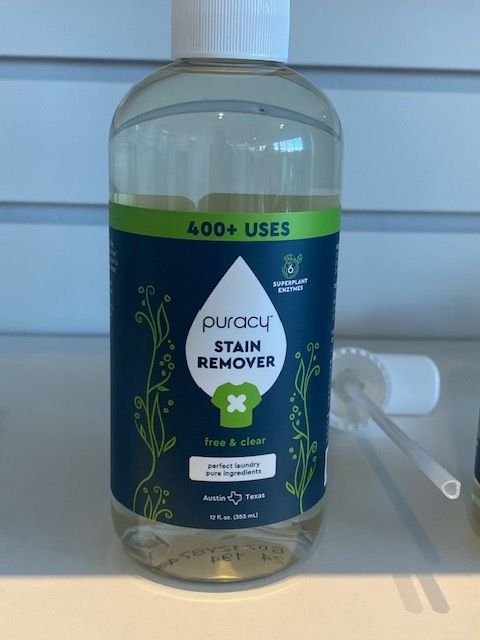 400+ USES
6
SUPERPLANT
ENZYMES
puracy™
STAIN
REMOVER
free & clear
perfect laundry
pure ingredients
Austin Texas
12 fl. oz. (355 mL)